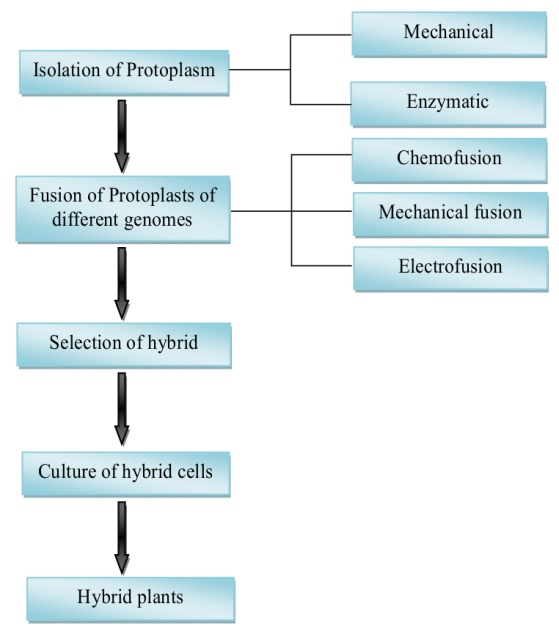 Isolation of Protoplasm
Mechanical
Enzymatic
Fusion of Protoplasts of
different genomes
Chemofusion
Mechanical fusion
Electrofusion
Selection of hybrid
Culture of hybrid cells
Hybrid plants